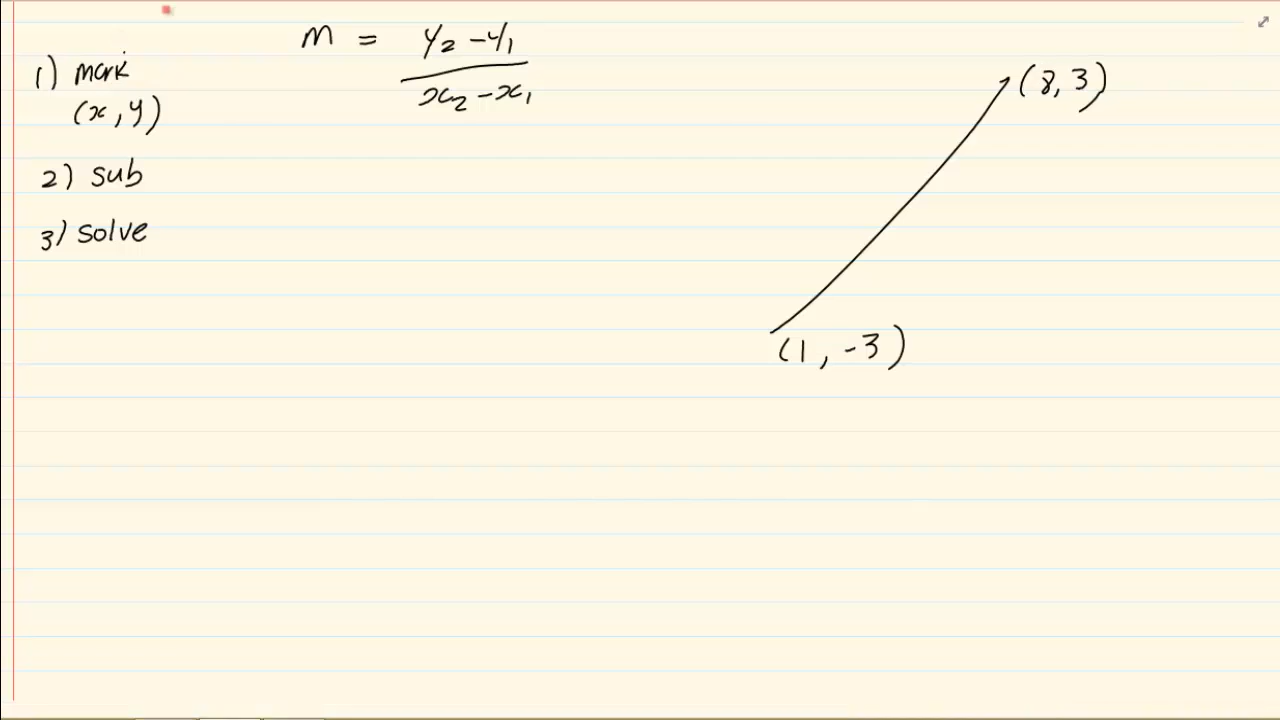 m = y₂ - y₁ / x₂ - x₁
1) mark
(x, y)
2) sub
3) solve
(8, 3)
(1, -3)